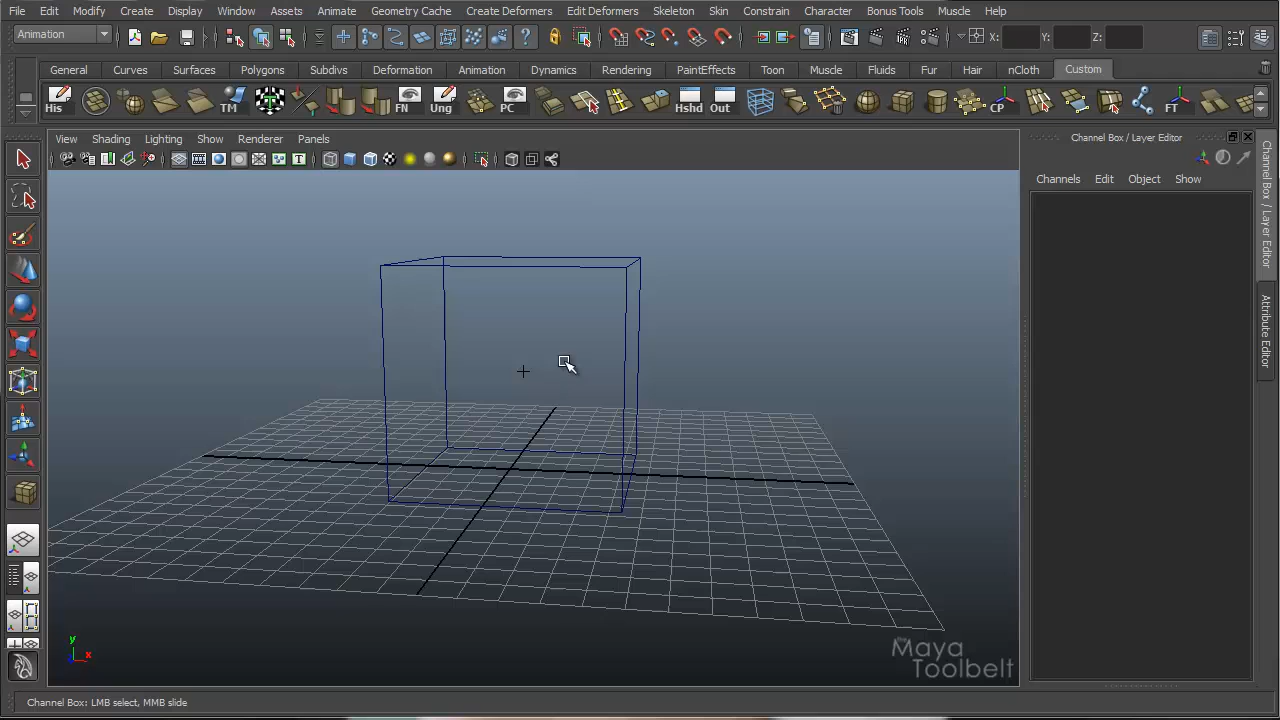 File Edit Modify Create Display Window Assets Animate Geometry Cache Create Deformers Edit Deformers Skeleton Skin Constrain Character Bonus Tools Muscle Help
Animation X: Y: Z:
General Curves Surfaces Polygons Subdivs Deformation Animation Dynamics Rendering PaintEffects Toon Muscle Fluids Fur Hair nCloth Custom
His TM FN Ung PC Hshd Out CP FT
View Shading Lighting Show Renderer Panels
Channel Box / Layer Editor
Channels Edit Object Show
Channel Box / Layer Editor
Attribute Editor
y
x
the Maya
Toolbelt
Channel Box: LMB select, MMB slide